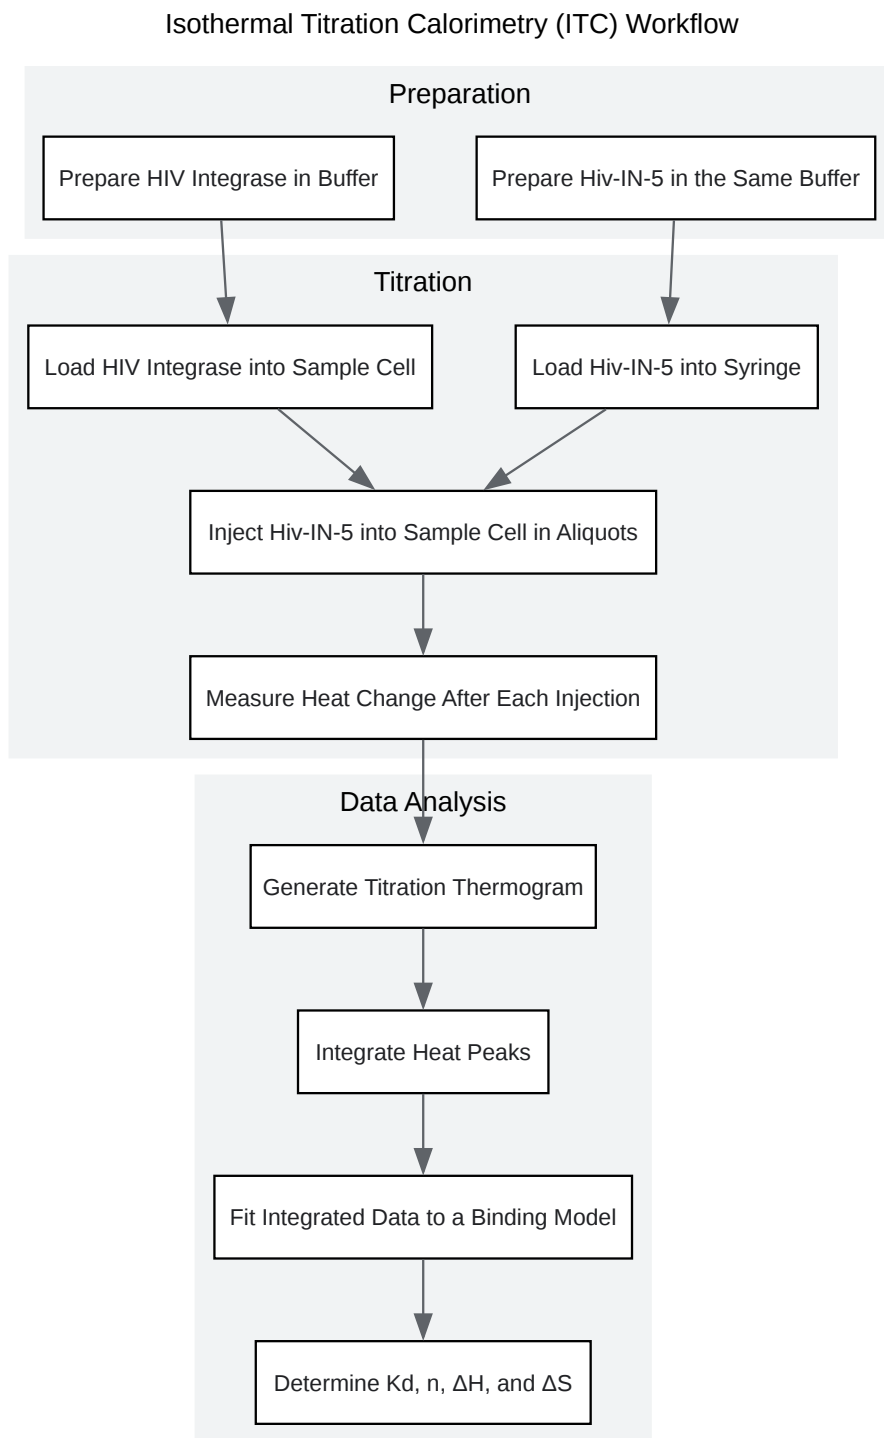 Isothermal Titration Calorimetry (ITC) Workflow
Preparation
Prepare HIV Integrase in Buffer
Prepare Hiv-IN-5 in the Same Buffer
Titration
Load HIV Integrase into Sample Cell
Load Hiv-IN-5 into Syringe
Inject Hiv-IN-5 into Sample Cell in Aliquots
Measure Heat Change After Each Injection
Data Analysis
Generate Titration Thermogram
Integrate Heat Peaks
Fit Integrated Data to a Binding Model
Determine Kd, n, ΔH, and ΔS